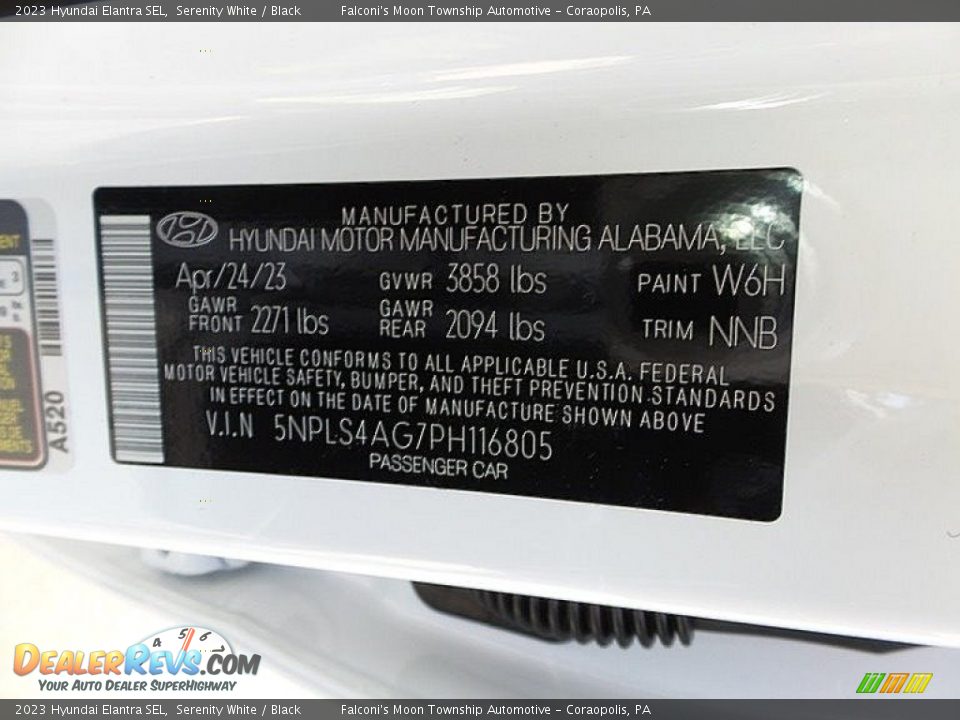 2023 Hyundai Elantra SEL, Serenity White / Black Falconi's Moon Township Automotive - Coraopolis, PA
MANUFACTURED BY
HYUNDAI MOTOR MANUFACTURING ALABAMA, LLC
Apr/24/23 GVWR 3858 lbs PAINT W6H
GAWR FRONT 2271 lbs GAWR REAR 2094 lbs TRIM NNB
THIS VEHICLE CONFORMS TO ALL APPLICABLE U.S.A. FEDERAL
MOTOR VEHICLE SAFETY, BUMPER, AND THEFT PREVENTION STANDARDS
IN EFFECT ON THE DATE OF MANUFACTURE SHOWN ABOVE
V.I.N 5NPLS4AG7PH116805
PASSENGER CAR
A520
3
4 5 6
DEALERREVS.COM
YOUR AUTO DEALER SUPERHIGHWAY
2023 Hyundai Elantra SEL, Serenity White / Black Falconi's Moon Township Automotive - Coraopolis, PA